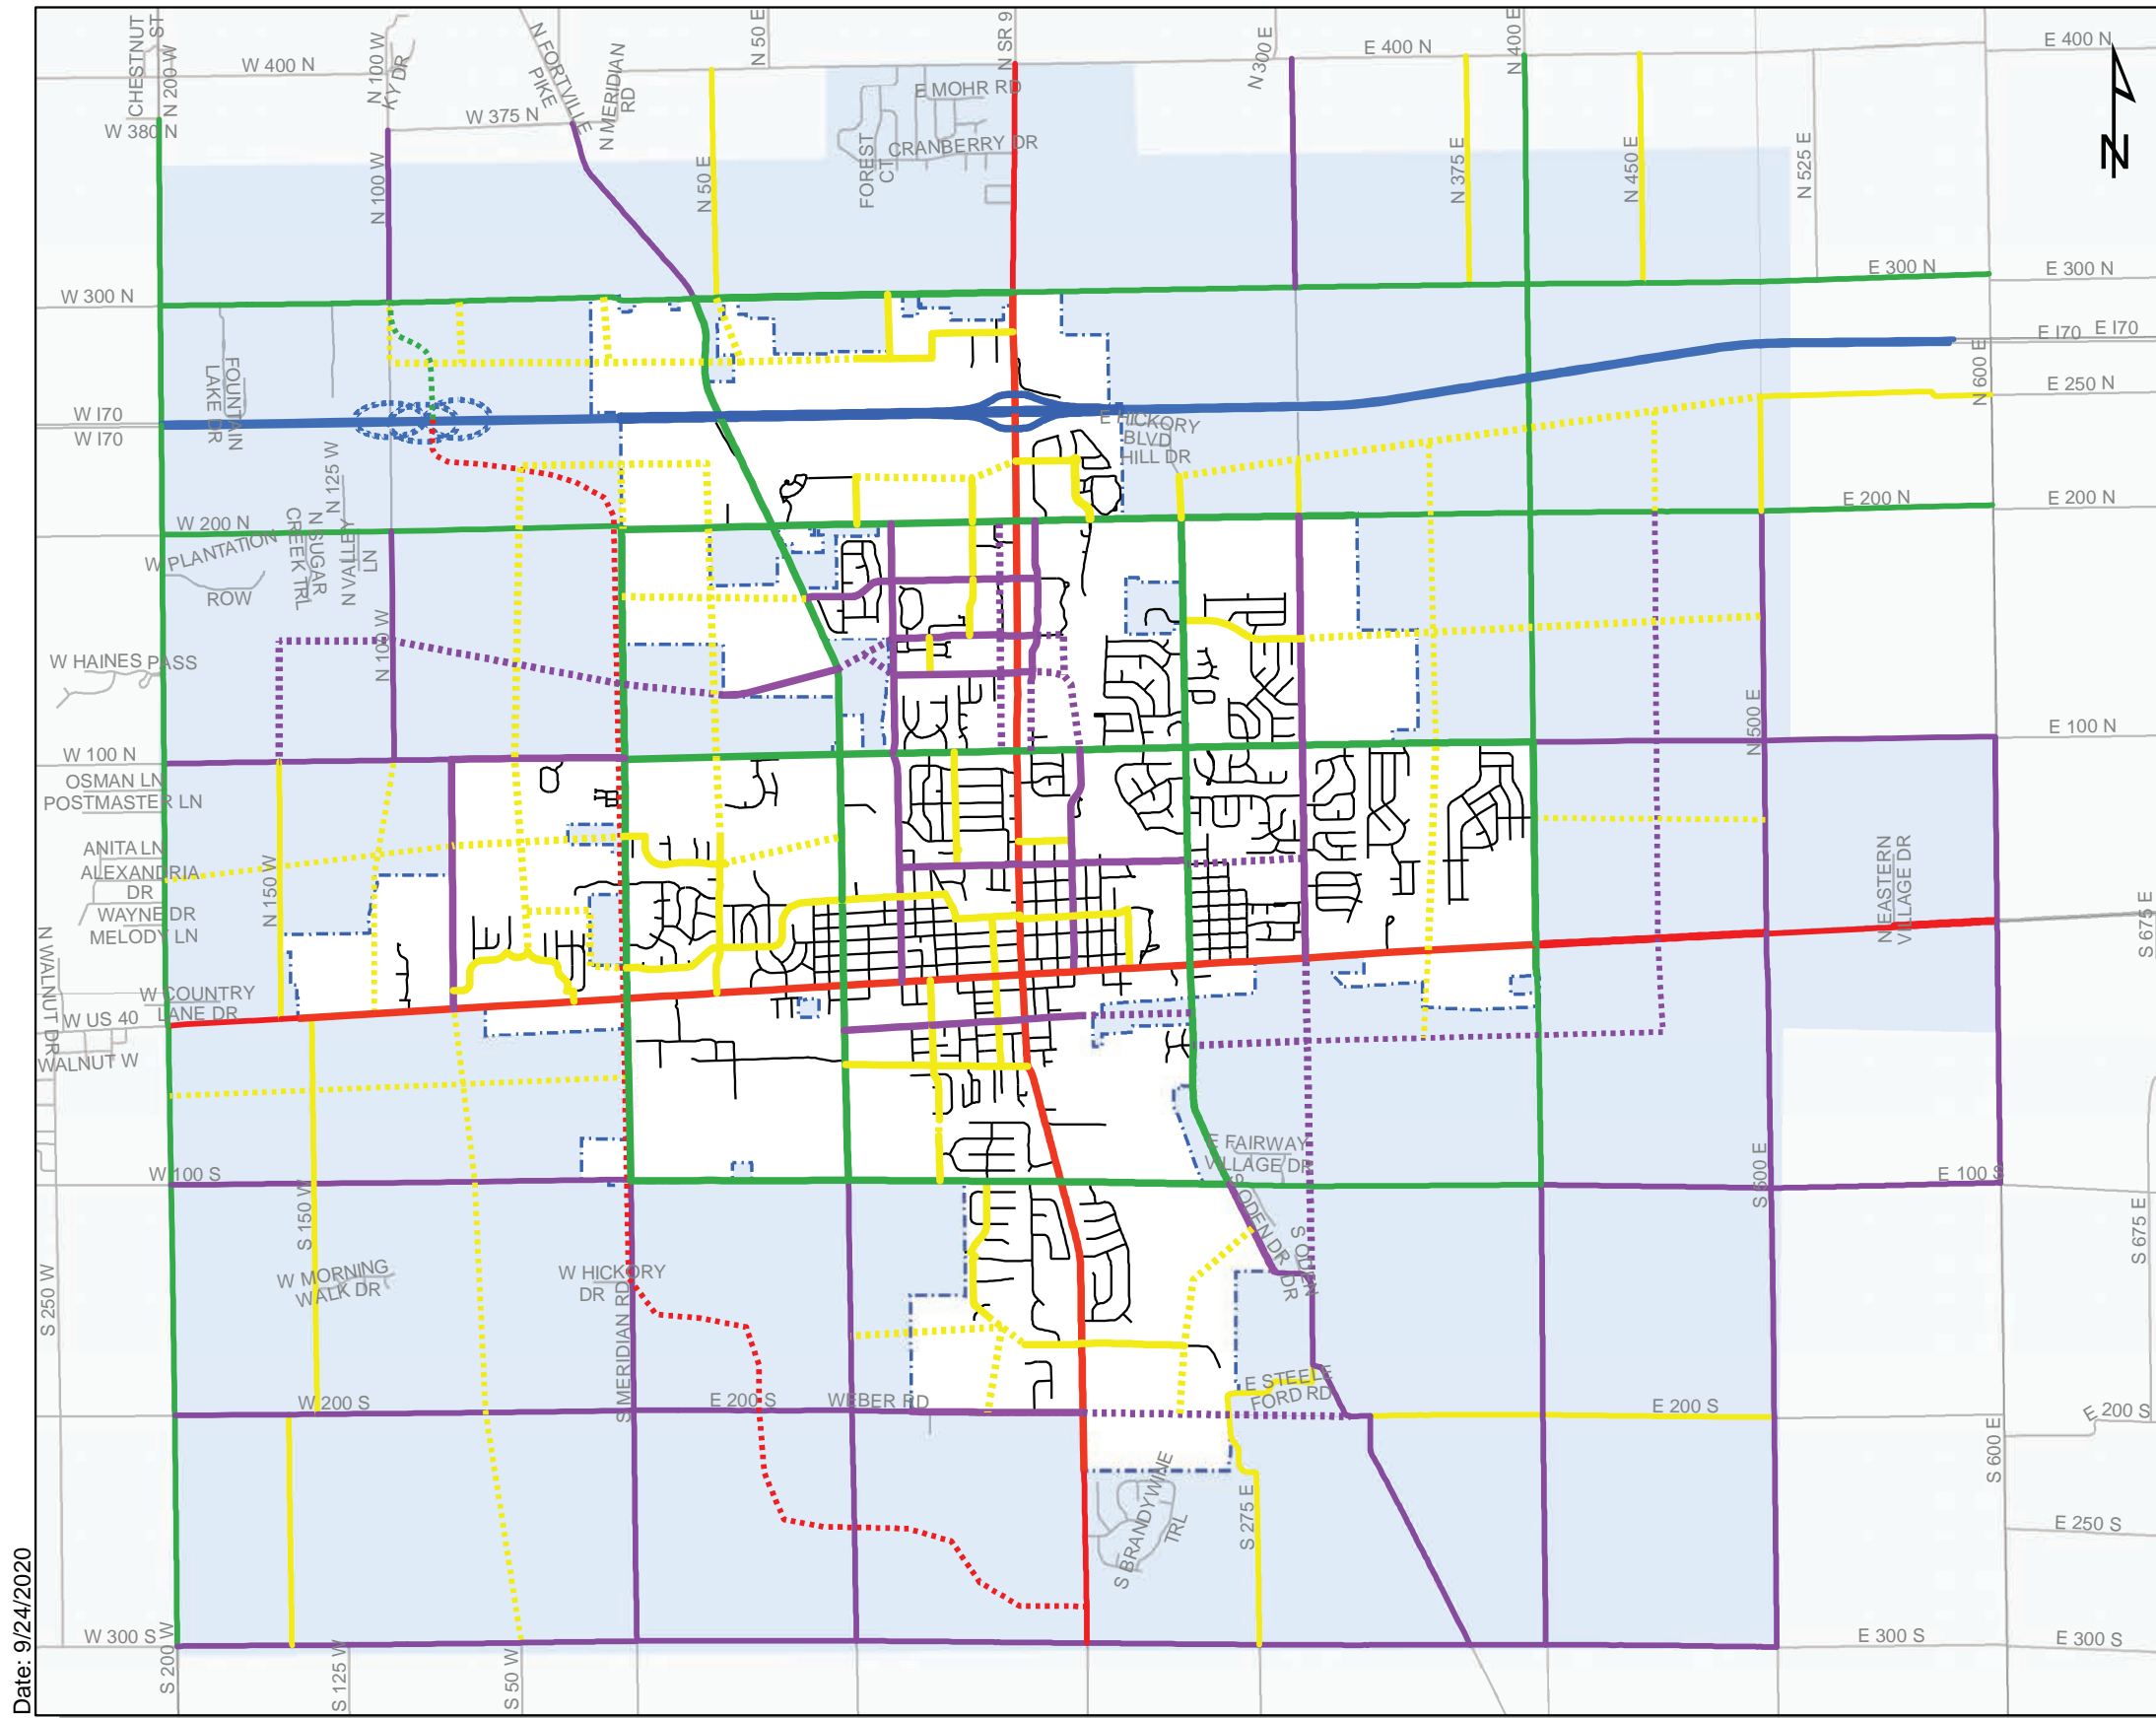 CHESTNUT
ST
N 200 W
W 400 N
N 100 W
KY DR
N FORTVILLE
PIKE
N MERIDIAN
RD
N 50 E
N SR 9
N 300 E
E 400 N
N 400 E
E 400 N
W 380 N
W 375 N
E MOHR RD
CRANBERRY DR
FOREST
CT
N 100 W
N 50 E
N 375 E
N 450 E
N 525 E
N
W 300 N
E 300 N
E 300 N
E I70
E I70
FOUNTAIN
LAKE DR
W I70
W I70
E HICKORY
BLVD
HILL DR
N 600 E
E 250 N
N 125 W
W 200 N
E 200 N
E 200 N
W PLANTATION
ROW
N SUGAR
CREEK TRL
N VALLEY
LN
N 100 W
W HAINES PASS
N 500 E
W 100 N
E 100 N
OSMAN LN
POSTMASTER LN
ANITA LN
ALEXANDRIA
DR
WAYNE DR
MELODY LN
N 150 W
N EASTERN
VILLAGE DR
S 675 E
N WALNUT DR
W COUNTRY
LANE DR
W US 40
WALNUT W
W 100 S
E FAIRWAY
VILLAGE DR
E 100 S
S 500 E
S 150 W
S 250 W
W MORNING
WALK DR
W HICKORY
DR
S MERIDIAN RD
S 675 E
W 200 S
E 200 S
WEBER RD
E STEELE
FORD RD
E 200 S
E 200 S
S 600 E
S BRANDYWINE
TRL
S 275 E
E 250 S
W 300 S
S 200 W
S 125 W
S 50 W
E 300 S
E 300 S
Date: 9/24/2020